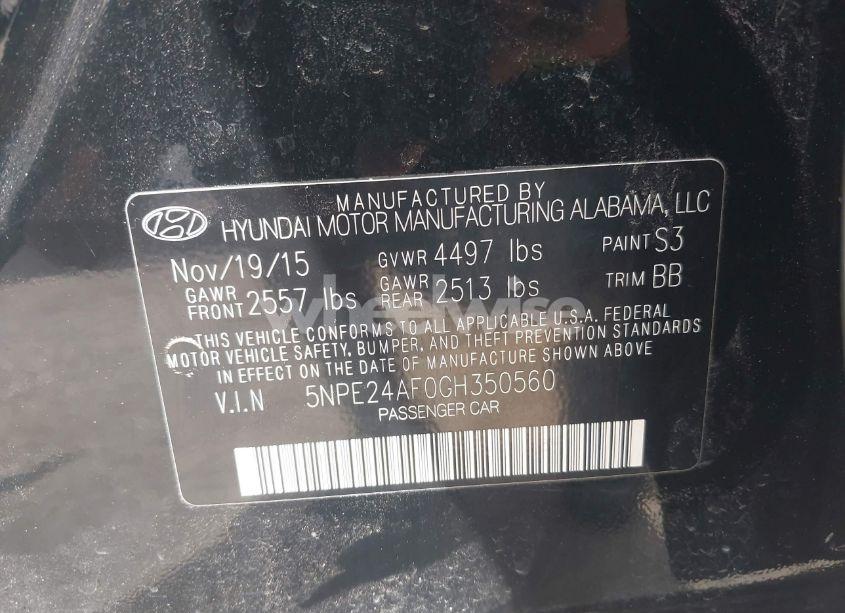 MANUFACTURED BY
HYUNDAI MOTOR MANUFACTURING ALABAMA, LLC
Nov/19/15 GVWR 4497 lbs PAINT S3
GAWR FRONT 2557 lbs GAWR REAR 2513 lbs TRIM BB
THIS VEHICLE CONFORMS TO ALL APPLICABLE U.S.A. FEDERAL
MOTOR VEHICLE SAFETY, BUMPER, AND THEFT PREVENTION STANDARDS
IN EFFECT ON THE DATE OF MANUFACTURE SHOWN ABOVE
V.I.N 5NPE24AF0GH350560
PASSENGER CAR
wheelwise